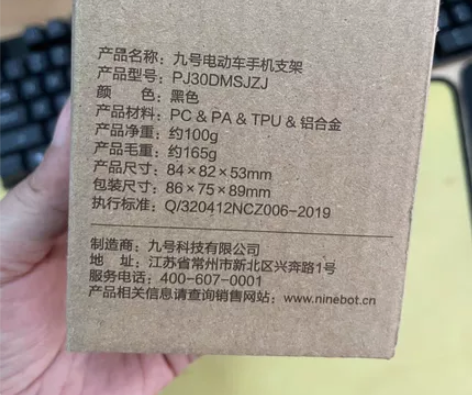 产品名称：九号电动车手机支架
产品型号：PJ30DMSJZJ
颜　　色：黑色
产品材料：PC & PA & TPU & 铝合金
产品净重：约100g
产品毛重：约165g
产品尺寸：84×82×53mm
包装尺寸：86×75×89mm
执行标准：Q/320412NCZ006-2019
制造商：九号科技有限公司
地　址：江苏省常州市新北区兴奔路1号
服务电话：400-607-0001
产品相关信息请查询销售网站：www.ninebot.cn